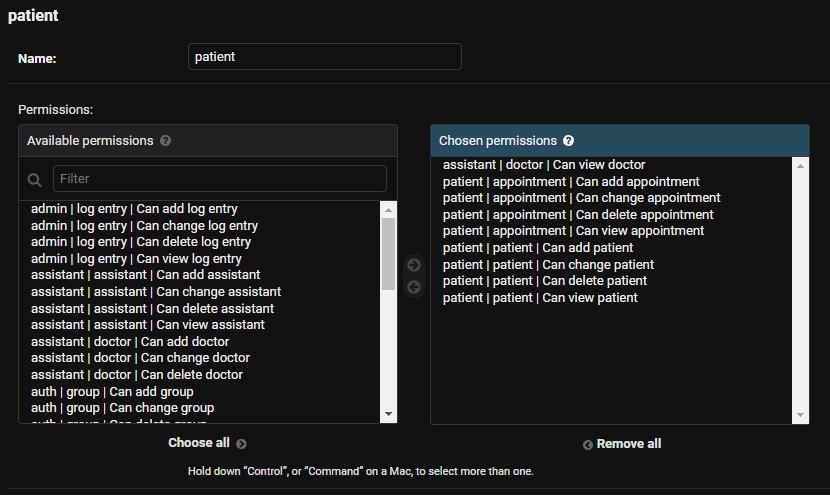 patient
Name:
patient
Permissions:
Available permissions ?
Filter
admin | log entry | Can add log entry
admin | log entry | Can change log entry
admin | log entry | Can delete log entry
admin | log entry | Can view log entry
assistant | assistant | Can add assistant
assistant | assistant | Can change assistant
assistant | assistant | Can delete assistant
assistant | assistant | Can view assistant
assistant | doctor | Can add doctor
assistant | doctor | Can change doctor
assistant | doctor | Can delete doctor
auth | group | Can add group
auth | group | Can change group
auth | group | Can delete group
Choose all
Chosen permissions ?
assistant | doctor | Can view doctor
patient | appointment | Can add appointment
patient | appointment | Can change appointment
patient | appointment | Can delete appointment
patient | appointment | Can view appointment
patient | patient | Can add patient
patient | patient | Can change patient
patient | patient | Can delete patient
patient | patient | Can view patient
Remove all
Hold down “Control”, or “Command” on a Mac, to select more than one.